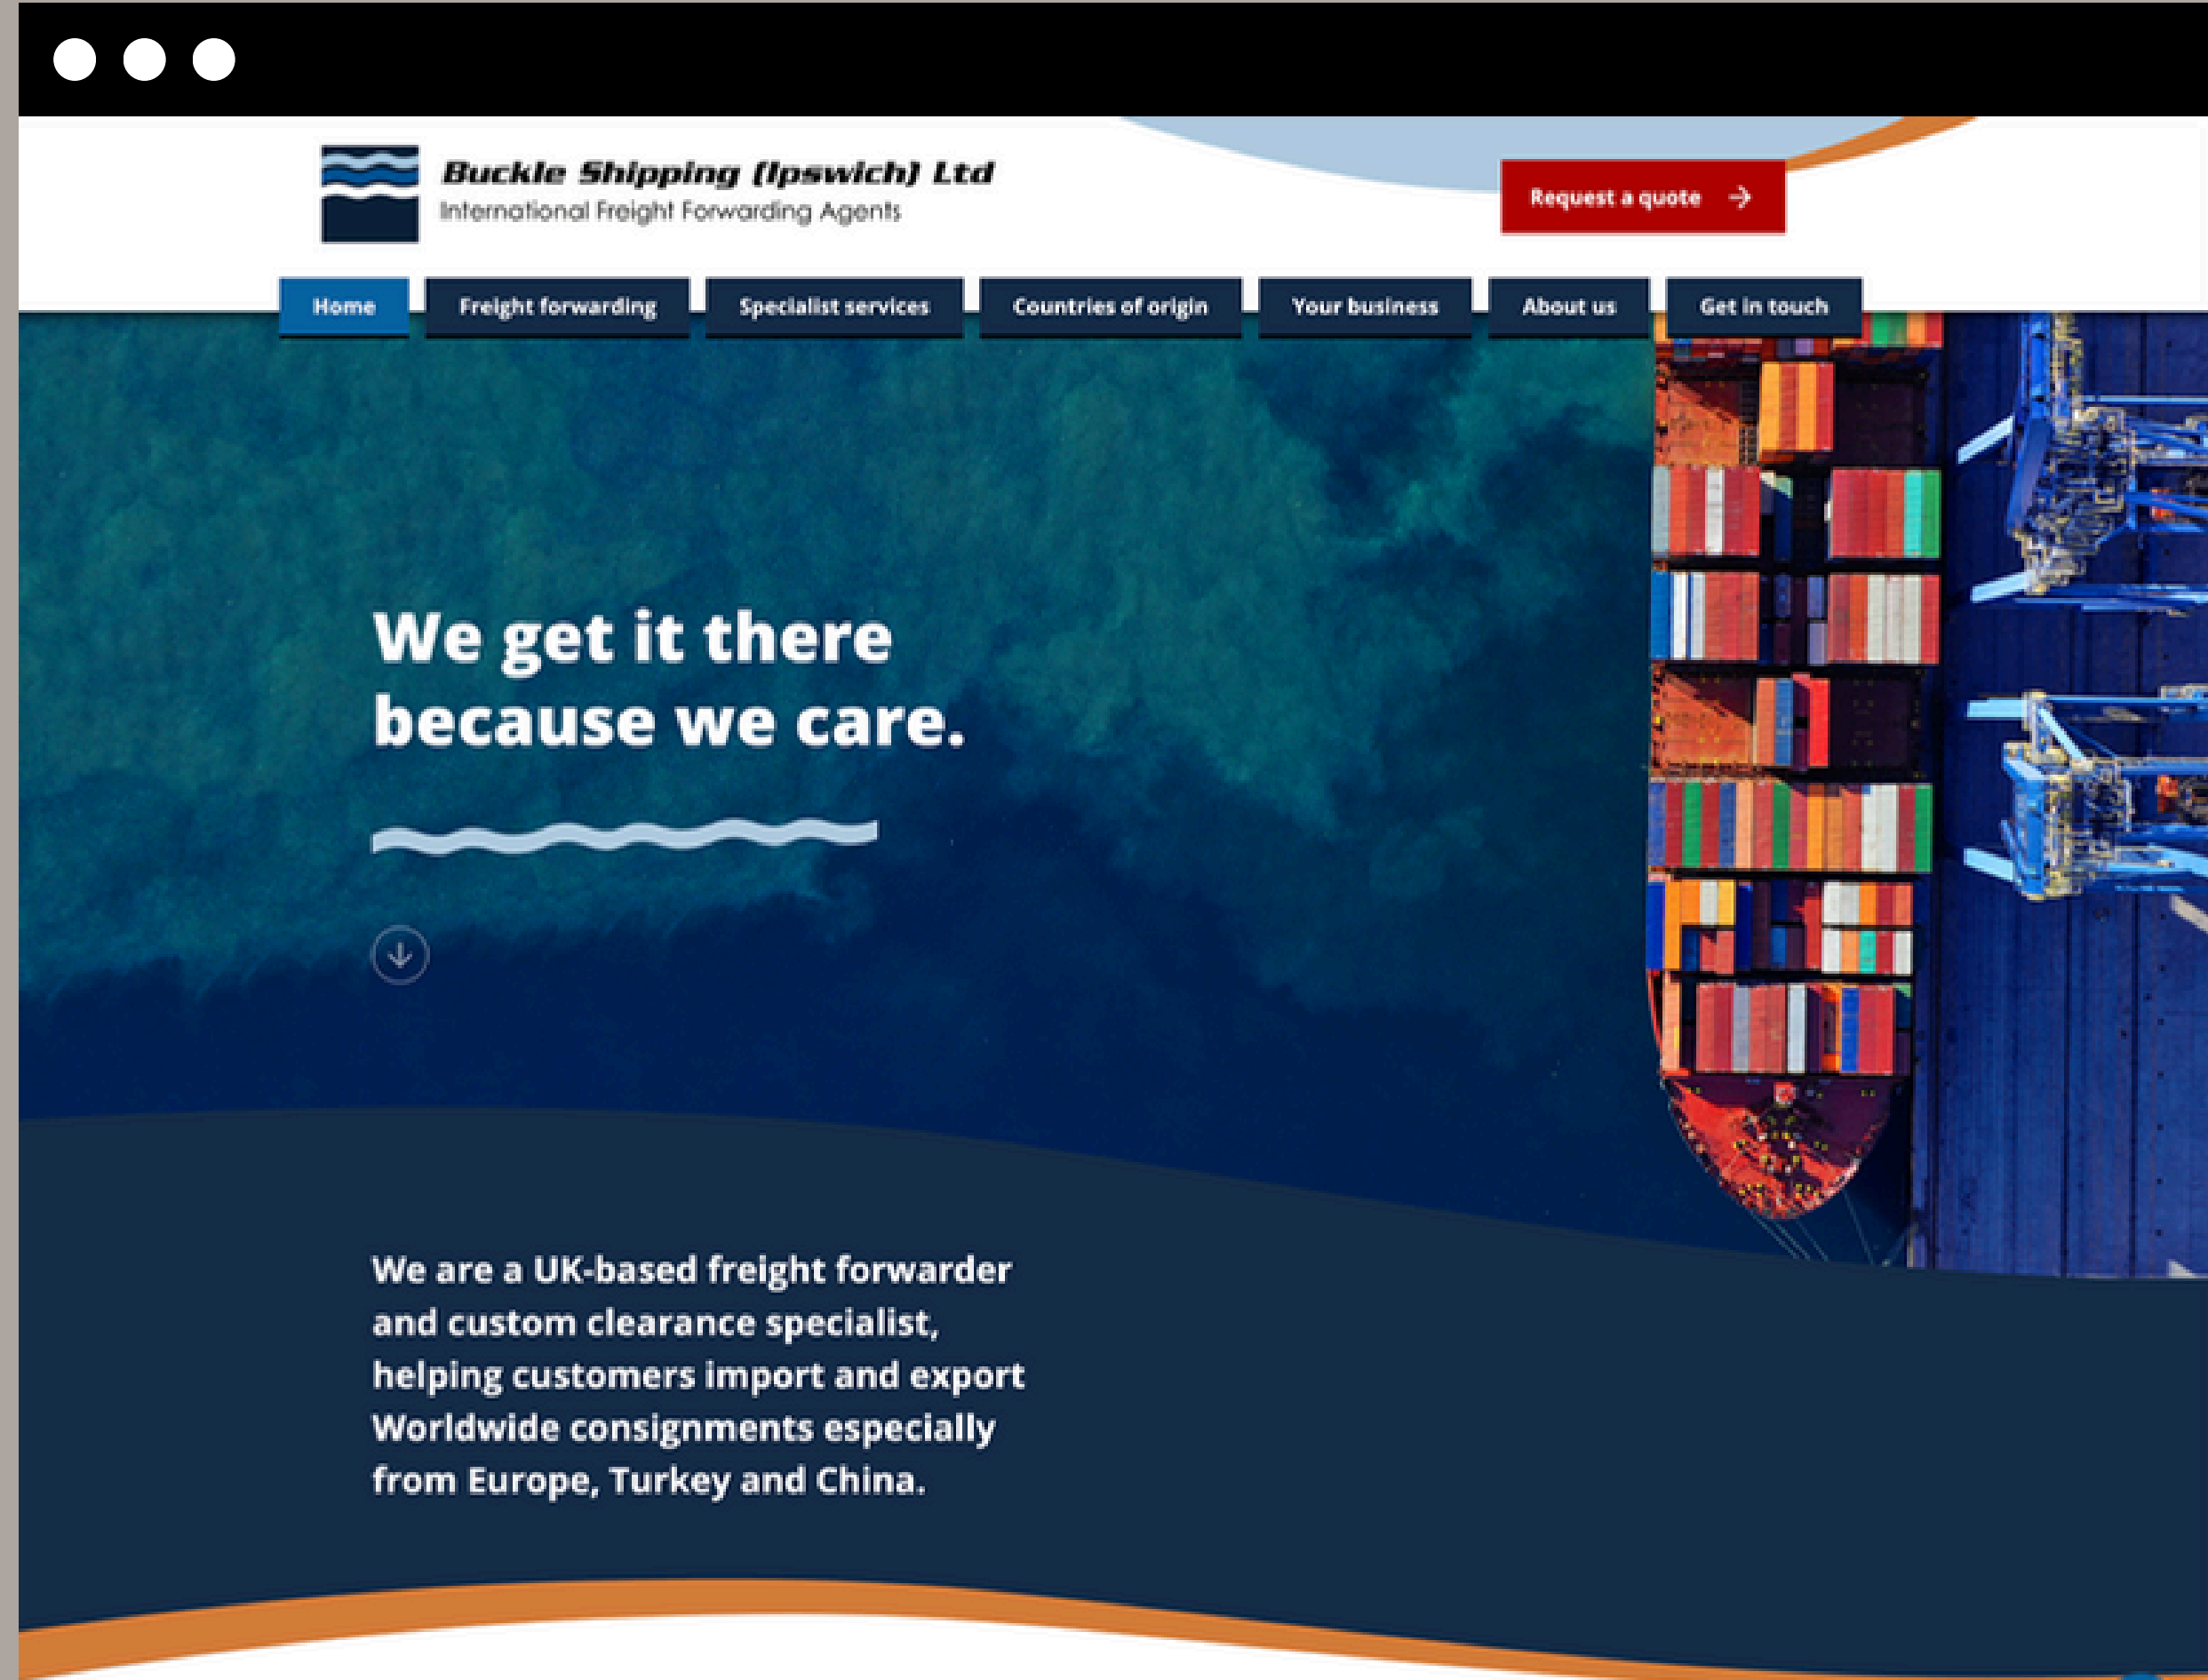 Buckle Shipping (Ipswich) Ltd
International Freight Forwarding Agents
Request a quote
Home
Freight forwarding
Specialist services
Countries of origin
Your business
About us
Get in touch
We get it there
because we care.
We are a UK-based freight forwarder
and custom clearance specialist,
helping customers import and export
Worldwide consignments especially
from Europe, Turkey and China.